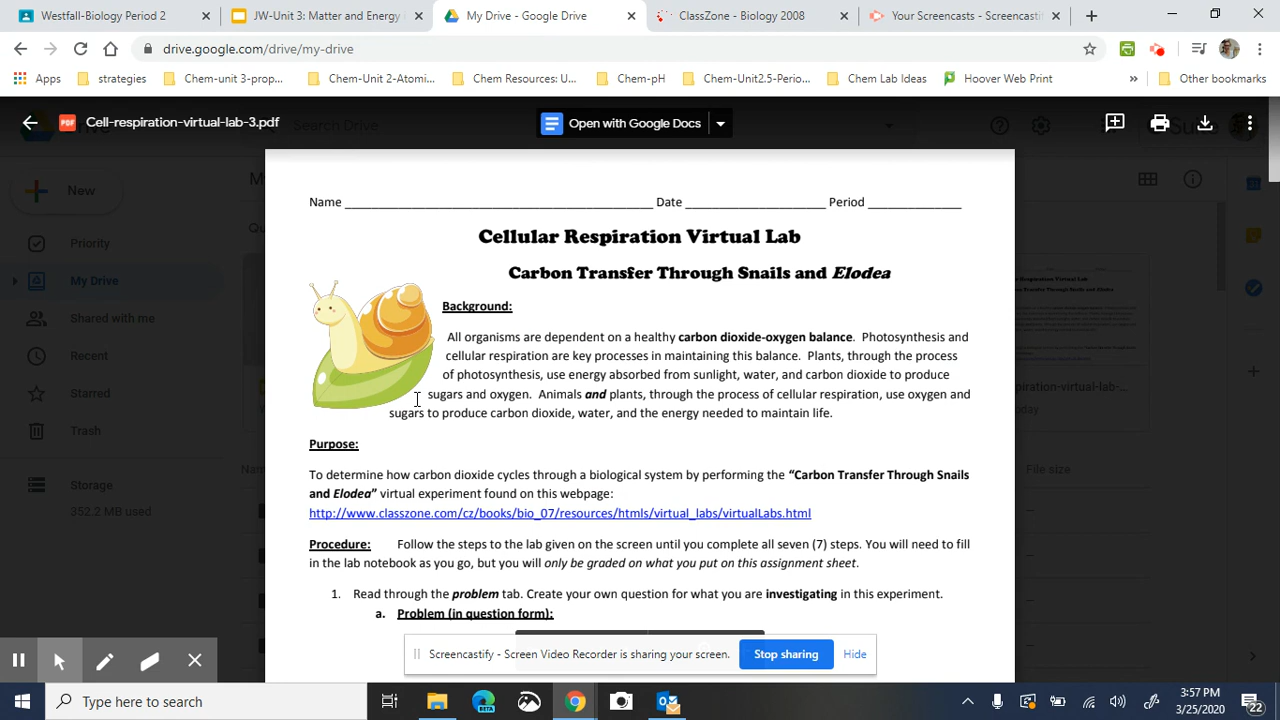 Westfall-Biology Period 2
Matter and Energy
My Drive - Google Drive
ClassZone - Biology
Your Screencasts - Screencasti
drive.google.com/drive/my-drive
Apps strategies Chem-unit 3-prop... Chem-Unit 2-Atomi... Chem Resources: U... Chem-pH Chem-Unit2.5-Perio... Chem Lab Ideas Hoover Web Print » Other bookmarks
PDF Cell-respiration-virtual-lab-3.pdf Open with Google Docs
Search Drive
New
Priority
My Drive
Shared with me
Recent
Starred
Trash
Storage
352.2 MB used
File size
Name ____________________________________________ Date ____________________ Period _____________
Cellular Respiration Virtual Lab
Carbon Transfer Through Snails and Elodea
Background:
All organisms are dependent on a healthy carbon dioxide-oxygen balance. Photosynthesis and
cellular respiration are key processes in maintaining this balance. Plants, through the process
of photosynthesis, use energy absorbed from sunlight, water, and carbon dioxide to produce
sugars and oxygen. Animals and plants, through the process of cellular respiration, use oxygen and
sugars to produce carbon dioxide, water, and the energy needed to maintain life.
Purpose:
To determine how carbon dioxide cycles through a biological system by performing the “Carbon Transfer Through Snails
and Elodea” virtual experiment found on this webpage:
http://www.classzone.com/cz/books/bio_07/resources/htmls/virtual_labs/virtualLabs.html
Procedure: Follow the steps to the lab given on the screen until you complete all seven (7) steps. You will need to fill
in the lab notebook as you go, but you will only be graded on what you put on this assignment sheet.
1. Read through the problem tab. Create your own question for what you are investigating in this experiment.
a. Problem (in question form):
Screencastify - Screen Video Recorder is sharing your screen. Stop sharing Hide
Type here to search
BETA
3:57 PM
3/25/2020
22